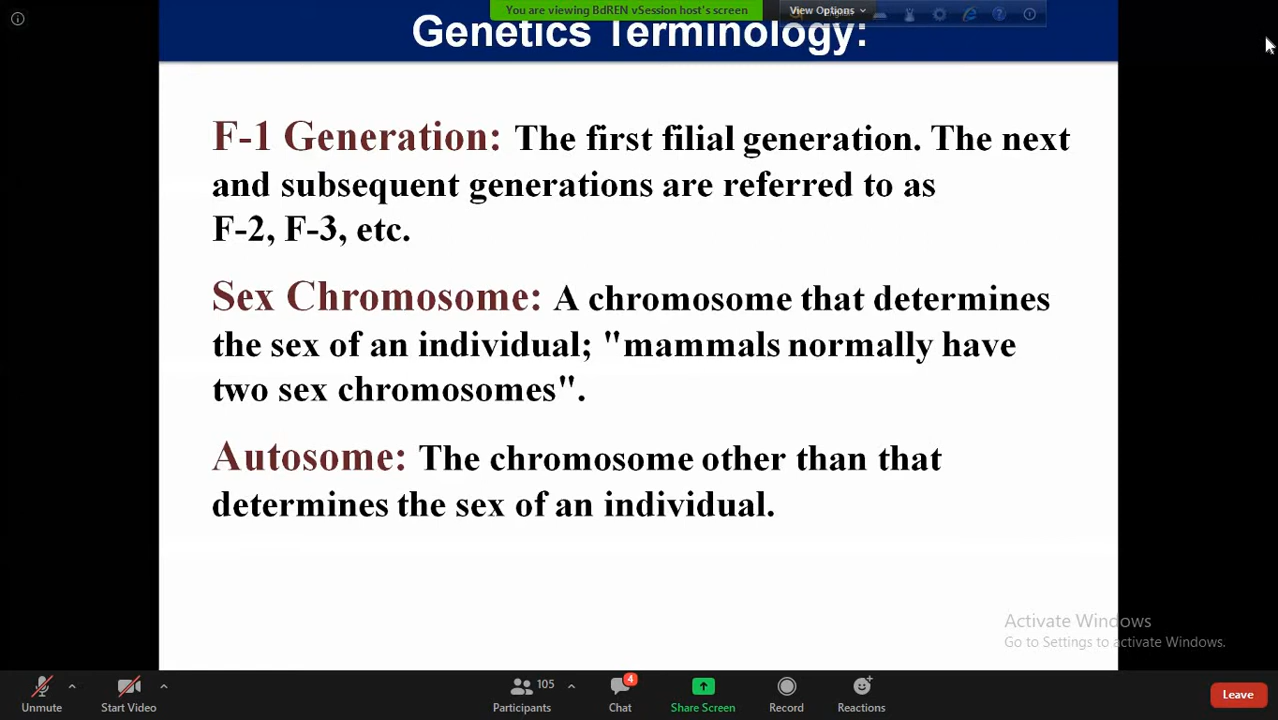 You are viewing BdREN vSession host's screen
View Options
Genetics Terminology:
F-1 Generation: The first filial generation. The next
and subsequent generations are referred to as
F-2, F-3, etc.
Sex Chromosome: A chromosome that determines
the sex of an individual; "mammals normally have
two sex chromosomes".
Autosome: The chromosome other than that
determines the sex of an individual.
Activate Windows
Go to Settings to activate Windows.
105
4
Unmute
Start Video
Participants
Chat
Share Screen
Record
Reactions
Leave